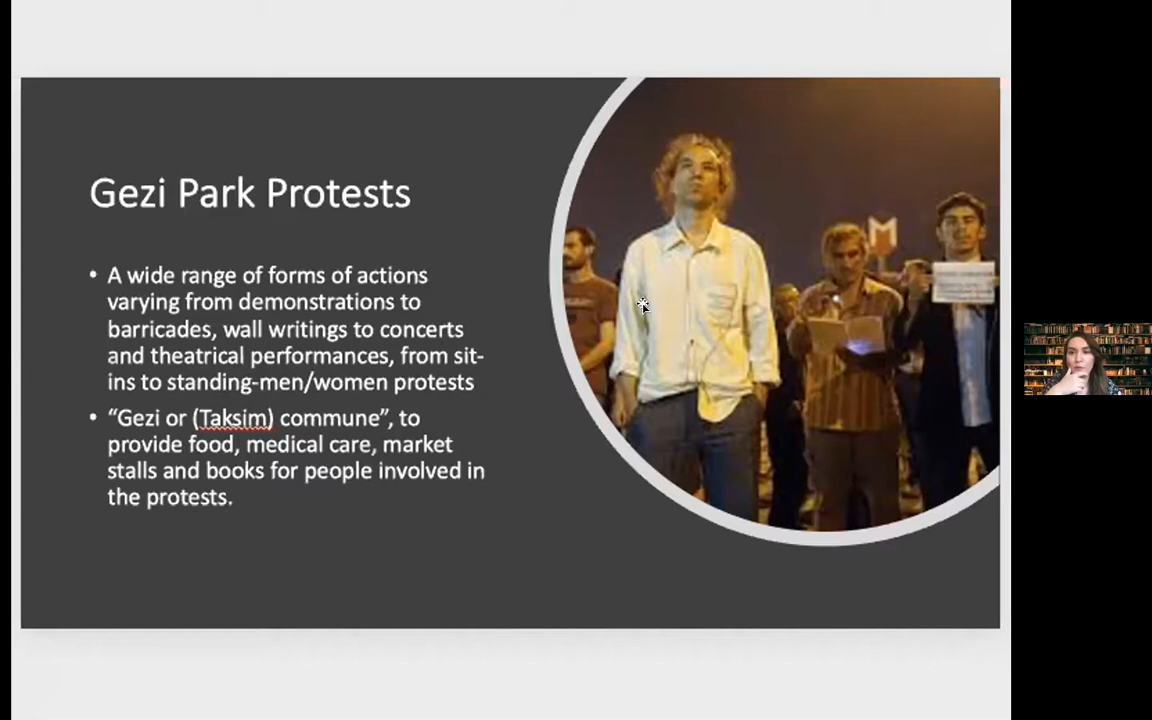 Gezi Park Protests
• A wide range of forms of actions
varying from demonstrations to
barricades, wall writings to concerts
and theatrical performances, from sit-
ins to standing-men/women protests
• “Gezi or (Taksim) commune”, to
provide food, medical care, market
stalls and books for people involved in
the protests.
M